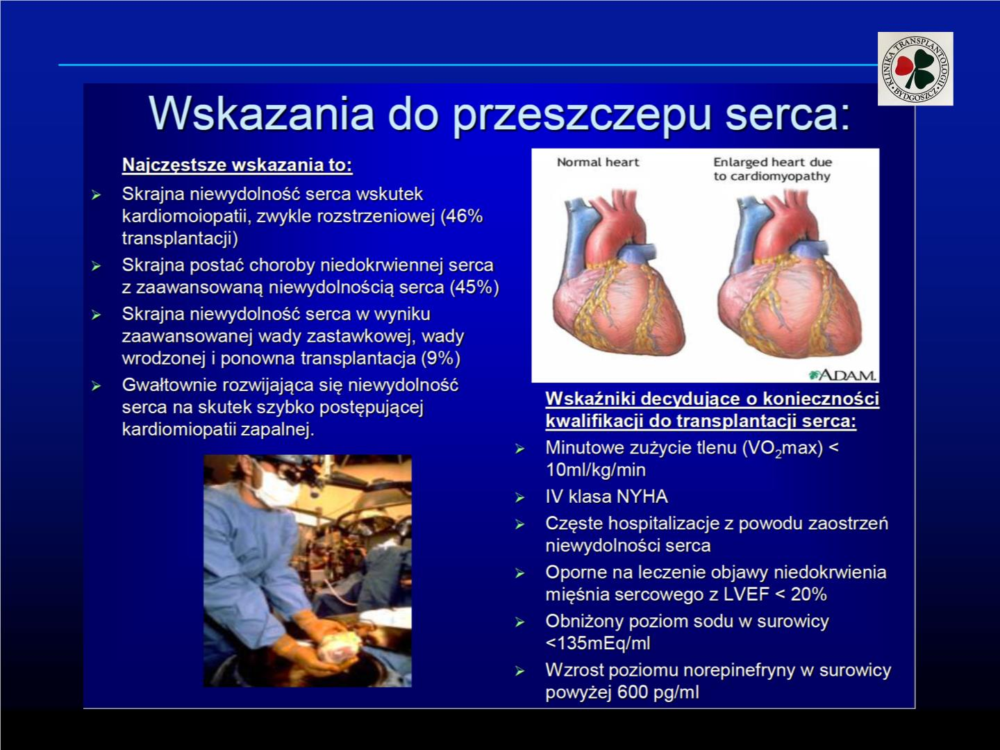 KLINIKA TRANSPLANTOLOGII
BYDGOSZCZ
Wskazania do przeszczepu serca:
Najczęstsze wskazania to:
Skrajna niewydolność serca wskutek
kardiomoiopatii, zwykle rozstrzeniowej (46%
transplantacji)
Skrajna postać choroby niedokrwiennej serca
z zaawansowaną niewydolnością serca (45%)
Skrajna niewydolność serca w wyniku
zaawansowanej wady zastawkowej, wady
wrodzonej i ponowna transplantacja (9%)
Gwałtownie rozwijająca się niewydolność
serca na skutek szybko postępującej
kardiomiopatii zapalnej.
Normal heart
Enlarged heart due
to cardiomyopathy
ADAM.
Wskaźniki decydujące o konieczności
kwalifikacji do transplantacji serca:
Minutowe zużycie tlenu (VO₂max) <
10ml/kg/min
IV klasa NYHA
Częste hospitalizacje z powodu zaostrzeń
niewydolności serca
Oporne na leczenie objawy niedokrwienia
mięśnia sercowego z LVEF < 20%
Obniżony poziom sodu w surowicy
<135mEq/ml
Wzrost poziomu norepinefryny w surowicy
powyżej 600 pg/ml